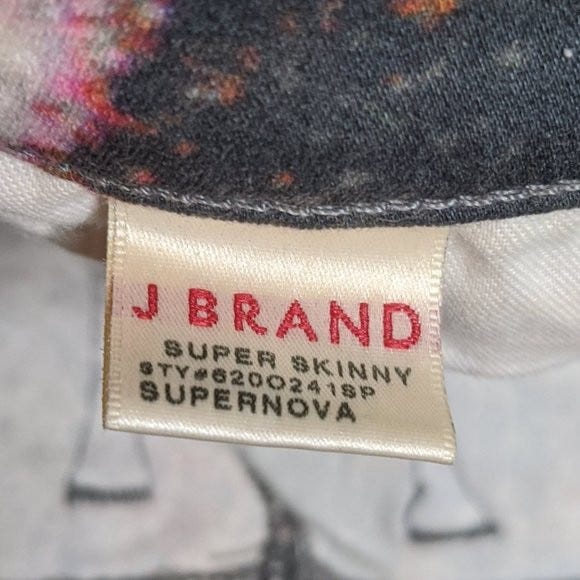 J BRAND
SUPER SKINNY
STY#620O241SP
SUPERNOVA